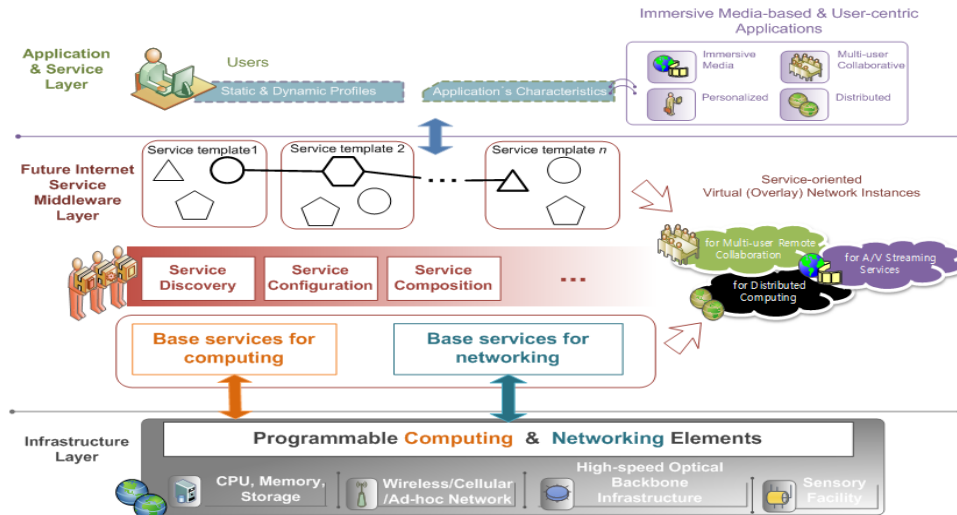 Immersive Media-based & User-centric
Applications
Application
& Service
Layer
Users
Static & Dynamic Profiles
Application`s Characteristics
Immersive
Media
Multi-user
Collaborative
Personalized
Distributed
Future Internet
Service
Middleware
Layer
Service template1
Service template 2
...
Service template n
Service-oriented
Virtual (Overlay) Network Instances
for Multi-user Remote
Collaboration
for A/V Streaming
Services
for Distributed
Computing
Service
Discovery
Service
Configuration
Service
Composition
...
Base services for
computing
Base services for
networking
Infrastructure
Layer
Programmable Computing & Networking Elements
CPU, Memory,
Storage
Wireless/Cellular
/Ad-hoc Network
High-speed Optical
Backbone
Infrastructure
Sensory
Facility